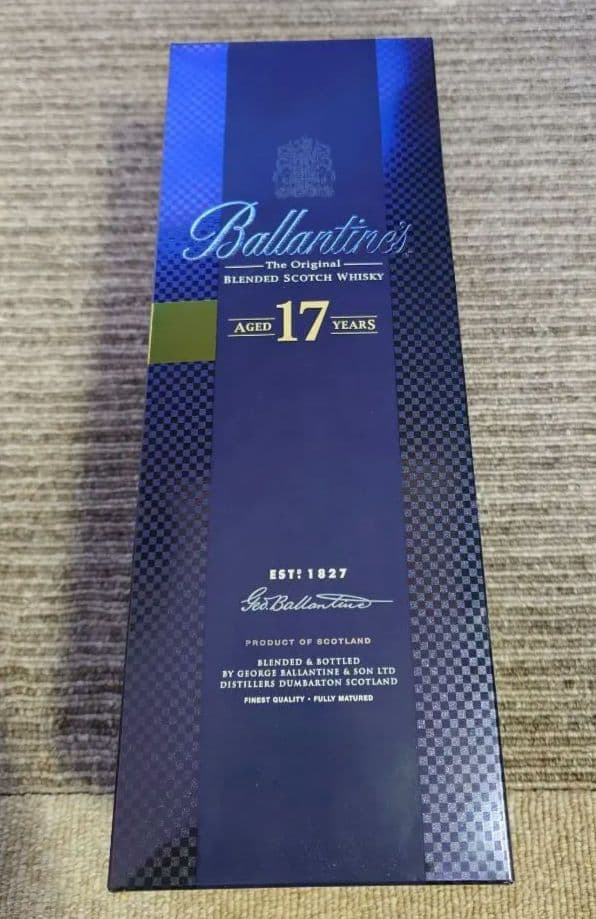 Ballantine's
The Original
BLENDED SCOTCH WHISKY
AGED 17 YEARS
ESTD 1827
Geo. Ballantine
PRODUCT OF SCOTLAND
BLENDED & BOTTLED
BY GEORGE BALLANTINE & SON LTD
DISTILLERS DUMBARTON SCOTLAND
FINEST QUALITY • FULLY MATURED